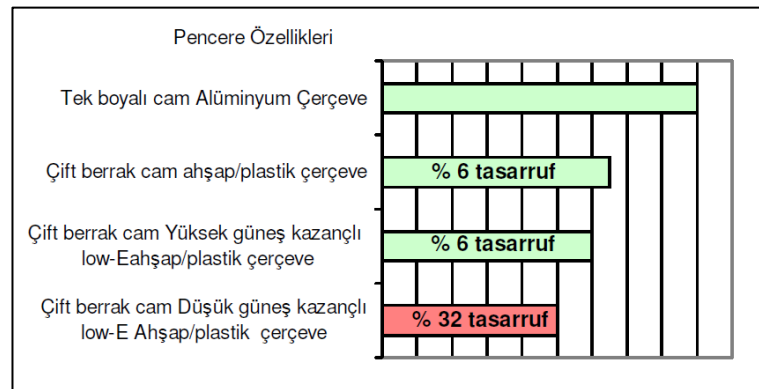 Pencere Özellikleri
Tek boyalı cam Alüminyum Çerçeve
Çift berrak cam ahşap/plastik çerçeve
% 6 tasarruf
Çift berrak cam Yüksek güneş kazançlı
low-Eahşap/plastik çerçeve
% 6 tasarruf
Çift berrak cam Düşük güneş kazançlı
low-E Ahşap/plastik çerçeve
% 32 tasarruf